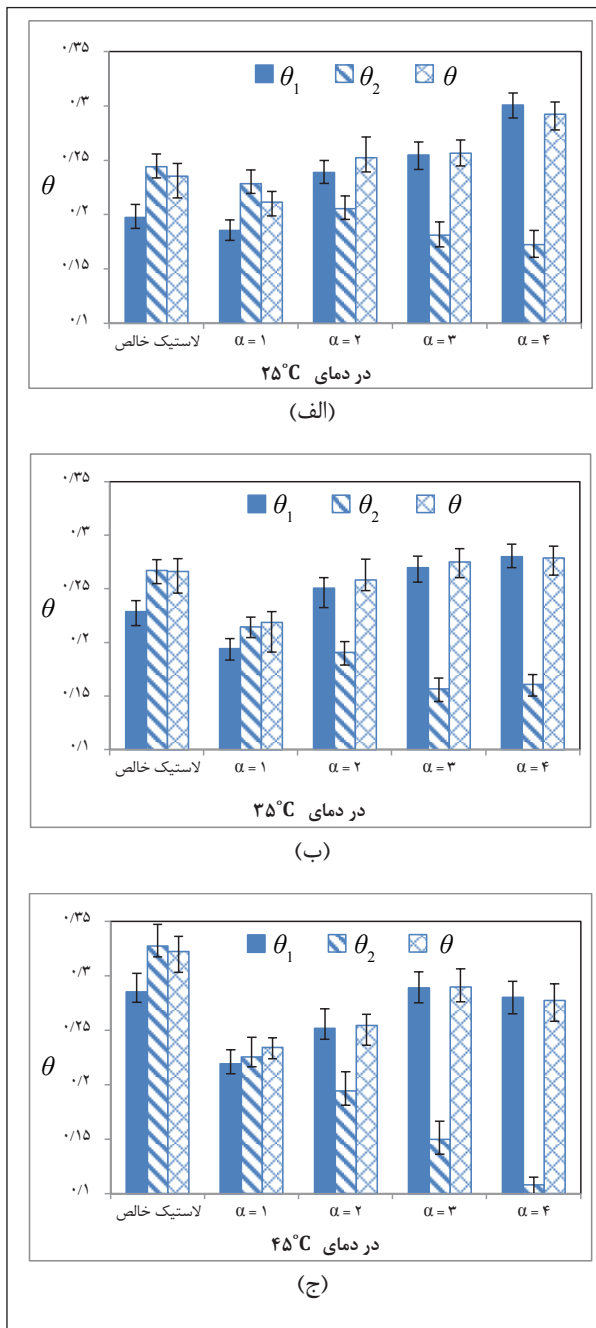 ۰/۳۵
θ₁ θ₂ θ
۰/۳
۰/۲۵
θ
۰/۲
۰/۱۵
۰/۱
لاستیک خالص α = ۱ α = ۲ α = ۳ α = ۴
در دمای ۲۵°C
(الف)
۰/۳۵
θ₁ θ₂ θ
۰/۳
۰/۲۵
θ
۰/۲
۰/۱۵
۰/۱
لاستیک خالص α = ۱ α = ۲ α = ۳ α = ۴
در دمای ۳۵°C
(ب)
۰/۳۵
θ₁ θ₂ θ
۰/۳
۰/۲۵
θ
۰/۲
۰/۱۵
۰/۱
لاستیک خالص α = ۱ α = ۲ α = ۳ α = ۴
در دمای ۴۵°C
(ج)